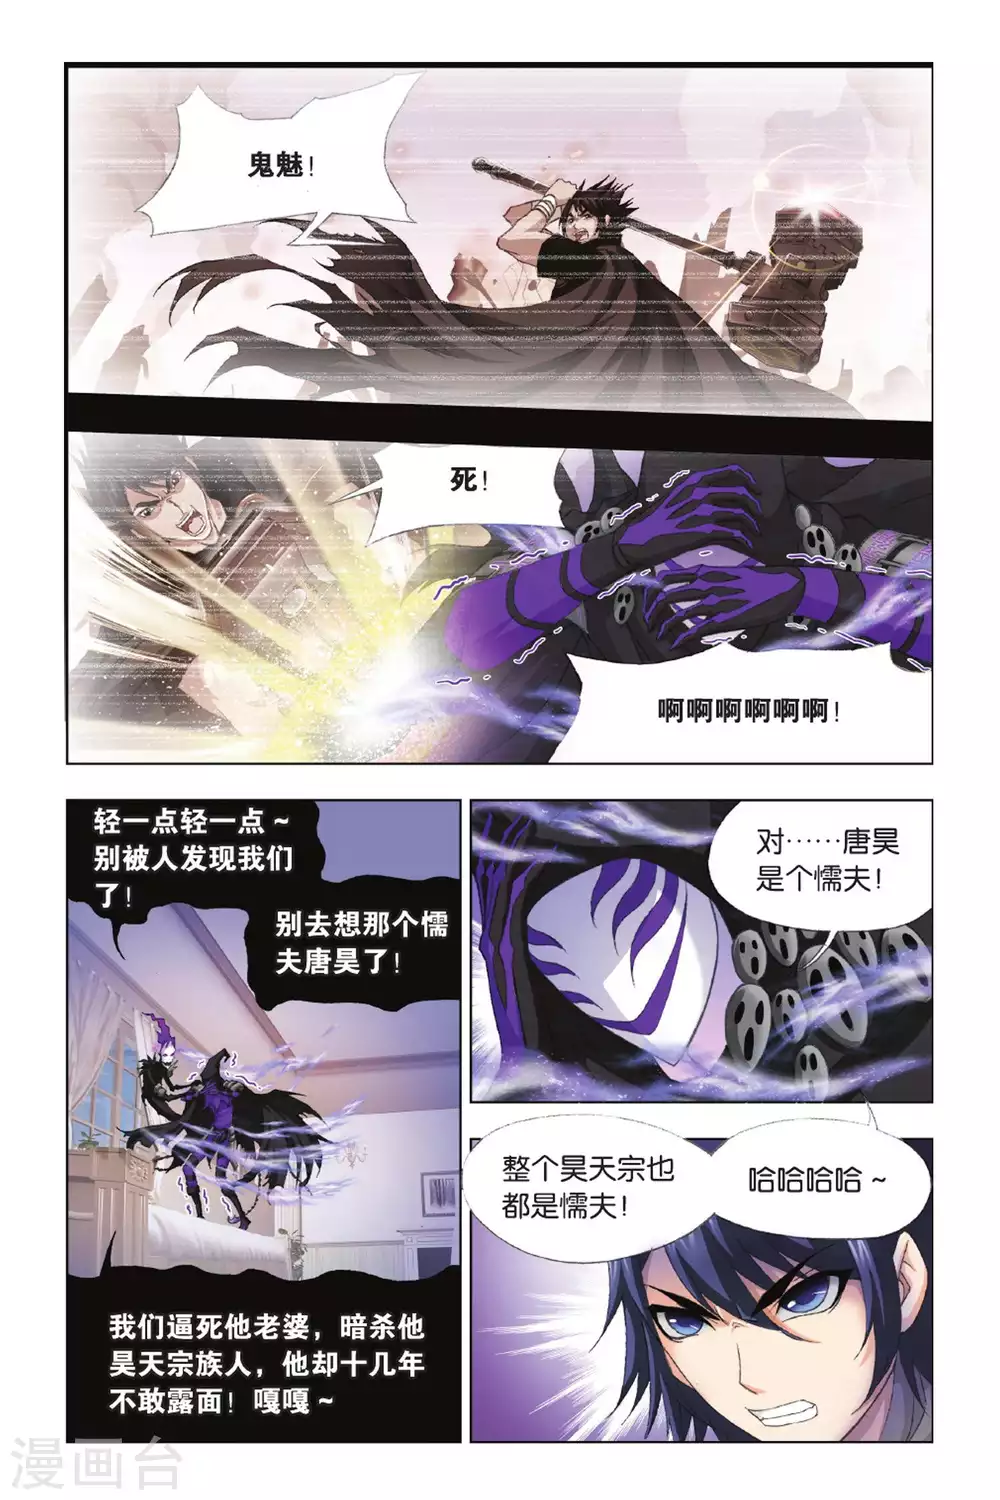 鬼魅！
死！
啊啊啊啊啊啊！
轻一点轻一点～
别被人发现我们
了！
别去想那个懦
夫唐昊了！
我们逼死他老婆，暗杀他
昊天宗族人，他却十几年
不敢露面！嘎嘎～
对……唐昊
是个懦夫！
整个昊天宗也
都是懦夫！
哈哈哈哈～
漫画台